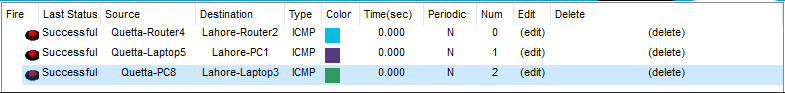 Fire Last Status Source Destination Type Color Time(sec) Periodic Num Edit Delete
Successful Quetta-Router4 Lahore-Router2 ICMP 0.000 N 0 (edit) (delete)
Successful Quetta-Laptop5 Lahore-PC1 ICMP 0.000 N 1 (edit) (delete)
Successful Quetta-PC8 Lahore-Laptop3 ICMP 0.000 N 2 (edit) (delete)